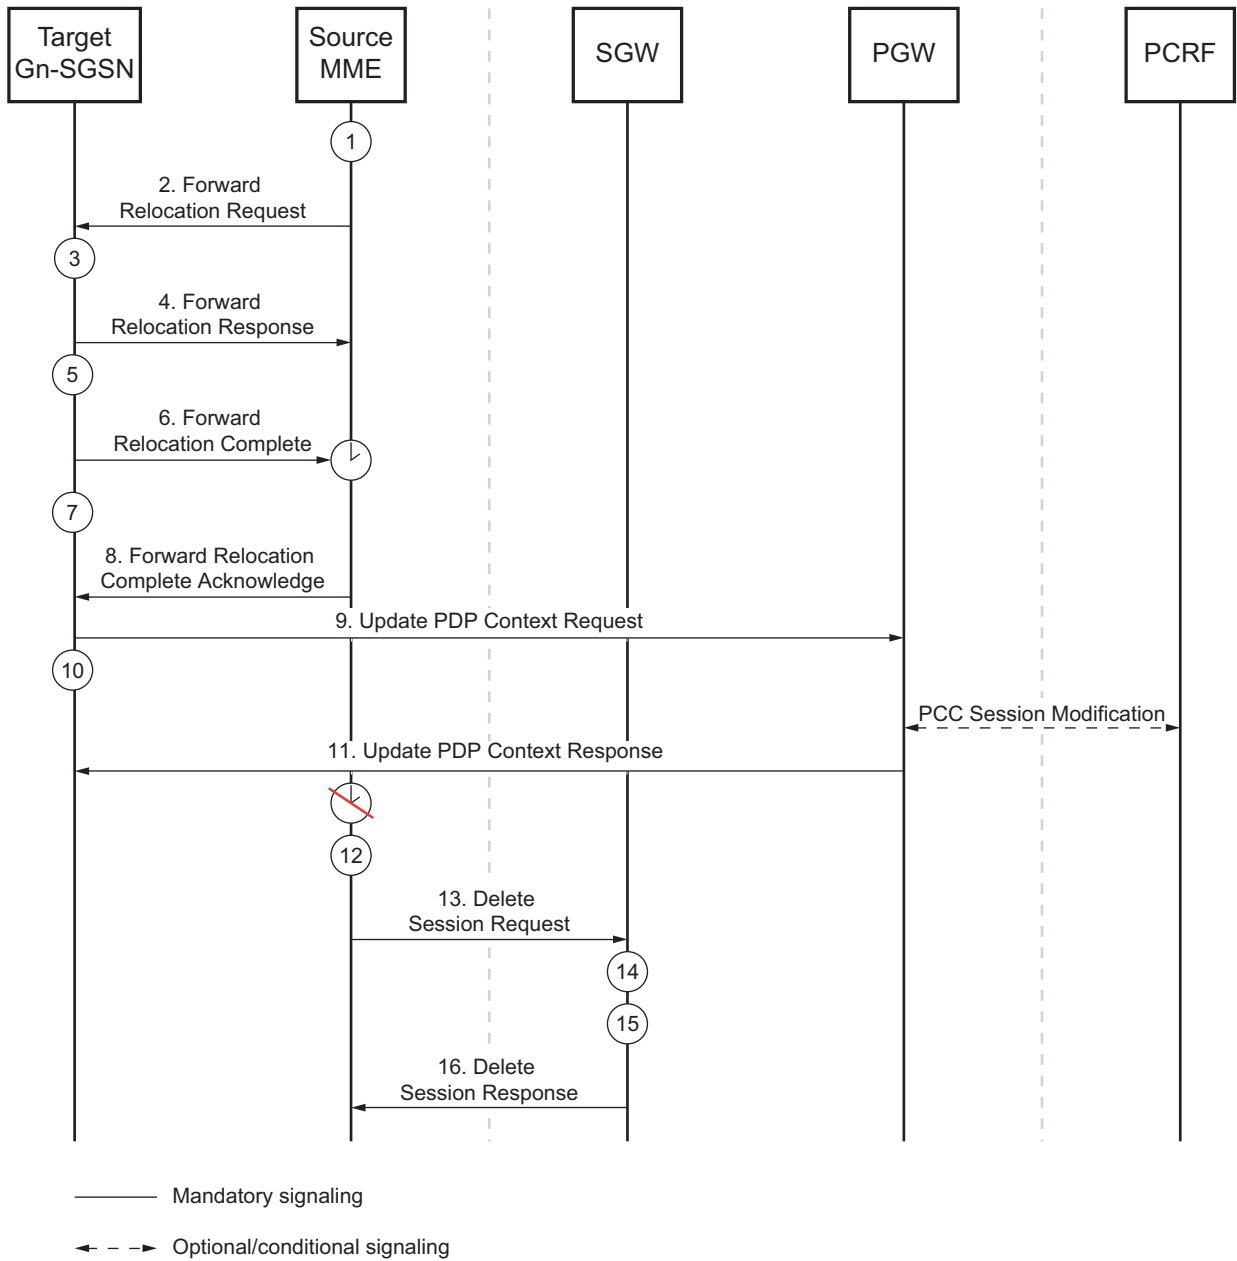 Target
Gn-SGSN
Source
MME
SGW
PGW
PCRF
1
2. Forward
Relocation Request
3
4. Forward
Relocation Response
5
6. Forward
Relocation Complete
7
8. Forward Relocation
Complete Acknowledge
9. Update PDP Context Request
10
PCC Session Modification
11. Update PDP Context Response
12
13. Delete
Session Request
14
15
16. Delete
Session Response
Mandatory signaling
Optional/conditional signaling